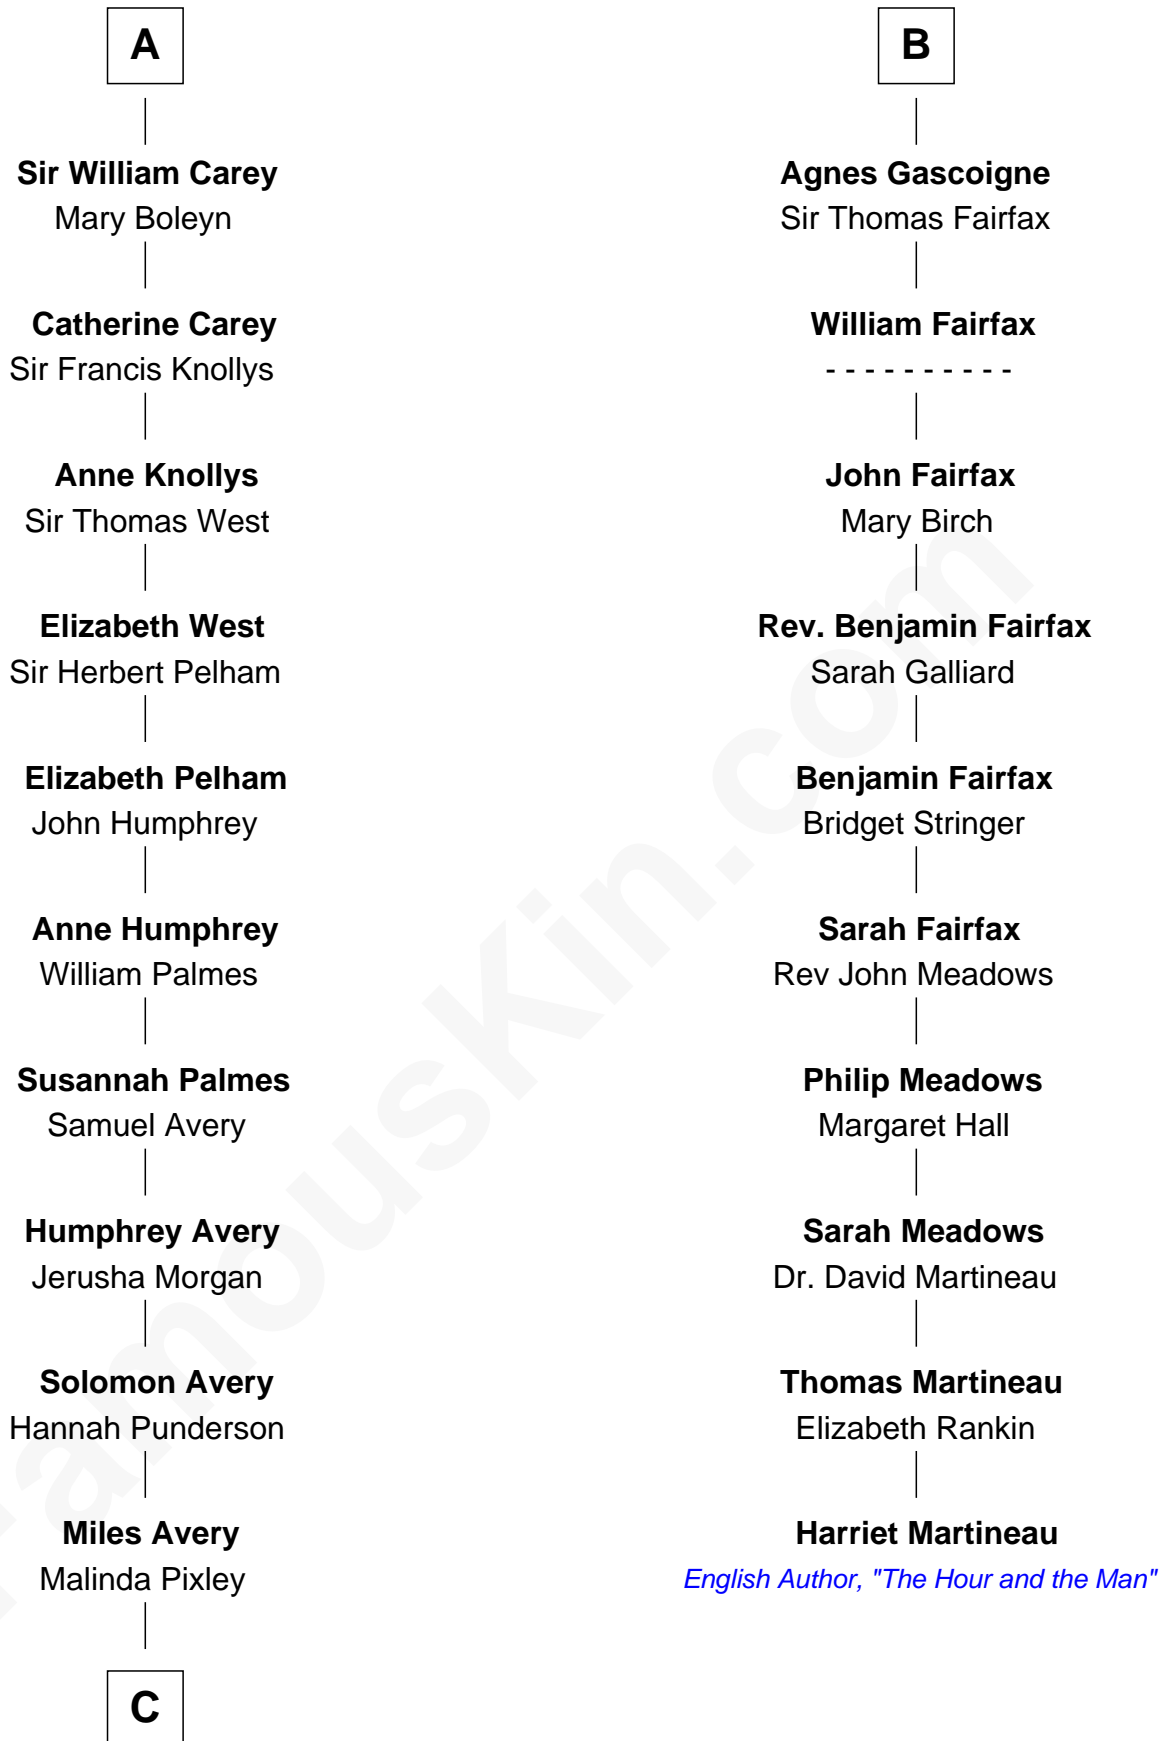 A
Sir William Carey
Mary Boleyn
Catherine Carey
Sir Francis Knollys
Anne Knollys
Sir Thomas West
Elizabeth West
Sir Herbert Pelham
Elizabeth Pelham
John Humphrey
Anne Humphrey
William Palmes
Susannah Palmes
Samuel Avery
Humphrey Avery
Jerusha Morgan
Solomon Avery
Hannah Punderson
Miles Avery
Malinda Pixley
C
B
Agnes Gascoigne
Sir Thomas Fairfax
William Fairfax
- - - - - - - - - -
John Fairfax
Mary Birch
Rev. Benjamin Fairfax
Sarah Galliard
Benjamin Fairfax
Bridget Stringer
Sarah Fairfax
Rev John Meadows
Philip Meadows
Margaret Hall
Sarah Meadows
Dr. David Martineau
Thomas Martineau
Elizabeth Rankin
Harriet Martineau
English Author, "The Hour and the Man"
FamousKin.com